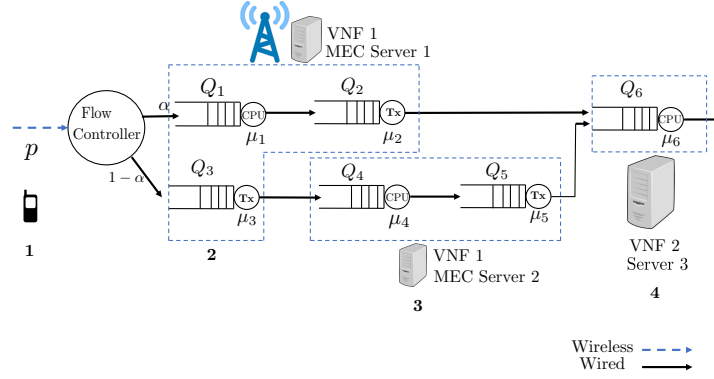 VNF 1
MEC Server 1
Q₁
Q₂
Q₆
Flow
Controller
α
CPU
μ₁
Tx
μ₂
CPU
μ₆
p
1 − α
Q₃
Q₄
Q₅
Tx
μ₃
CPU
μ₄
Tx
μ₅
1
2
VNF 1
MEC Server 2
3
VNF 2
Server 3
4
Wireless
Wired